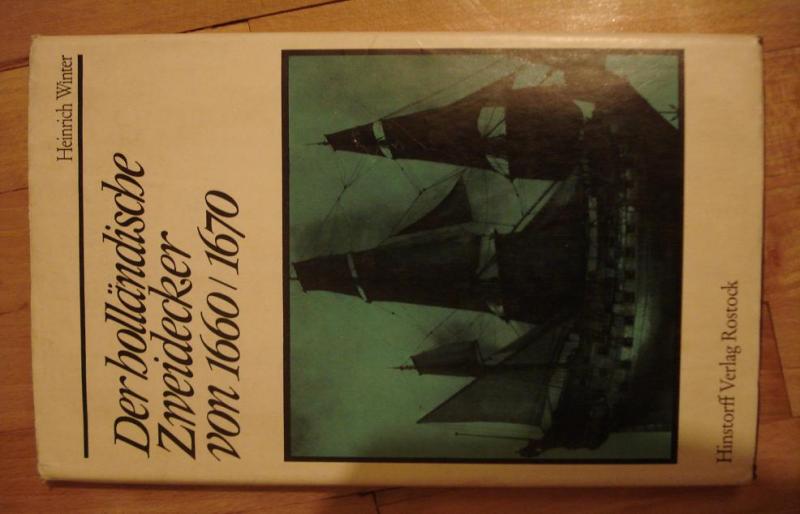 Heinrich Winter
Der holländische
Zweidecker
von 1660/1670
Hinstorff Verlag Rostock